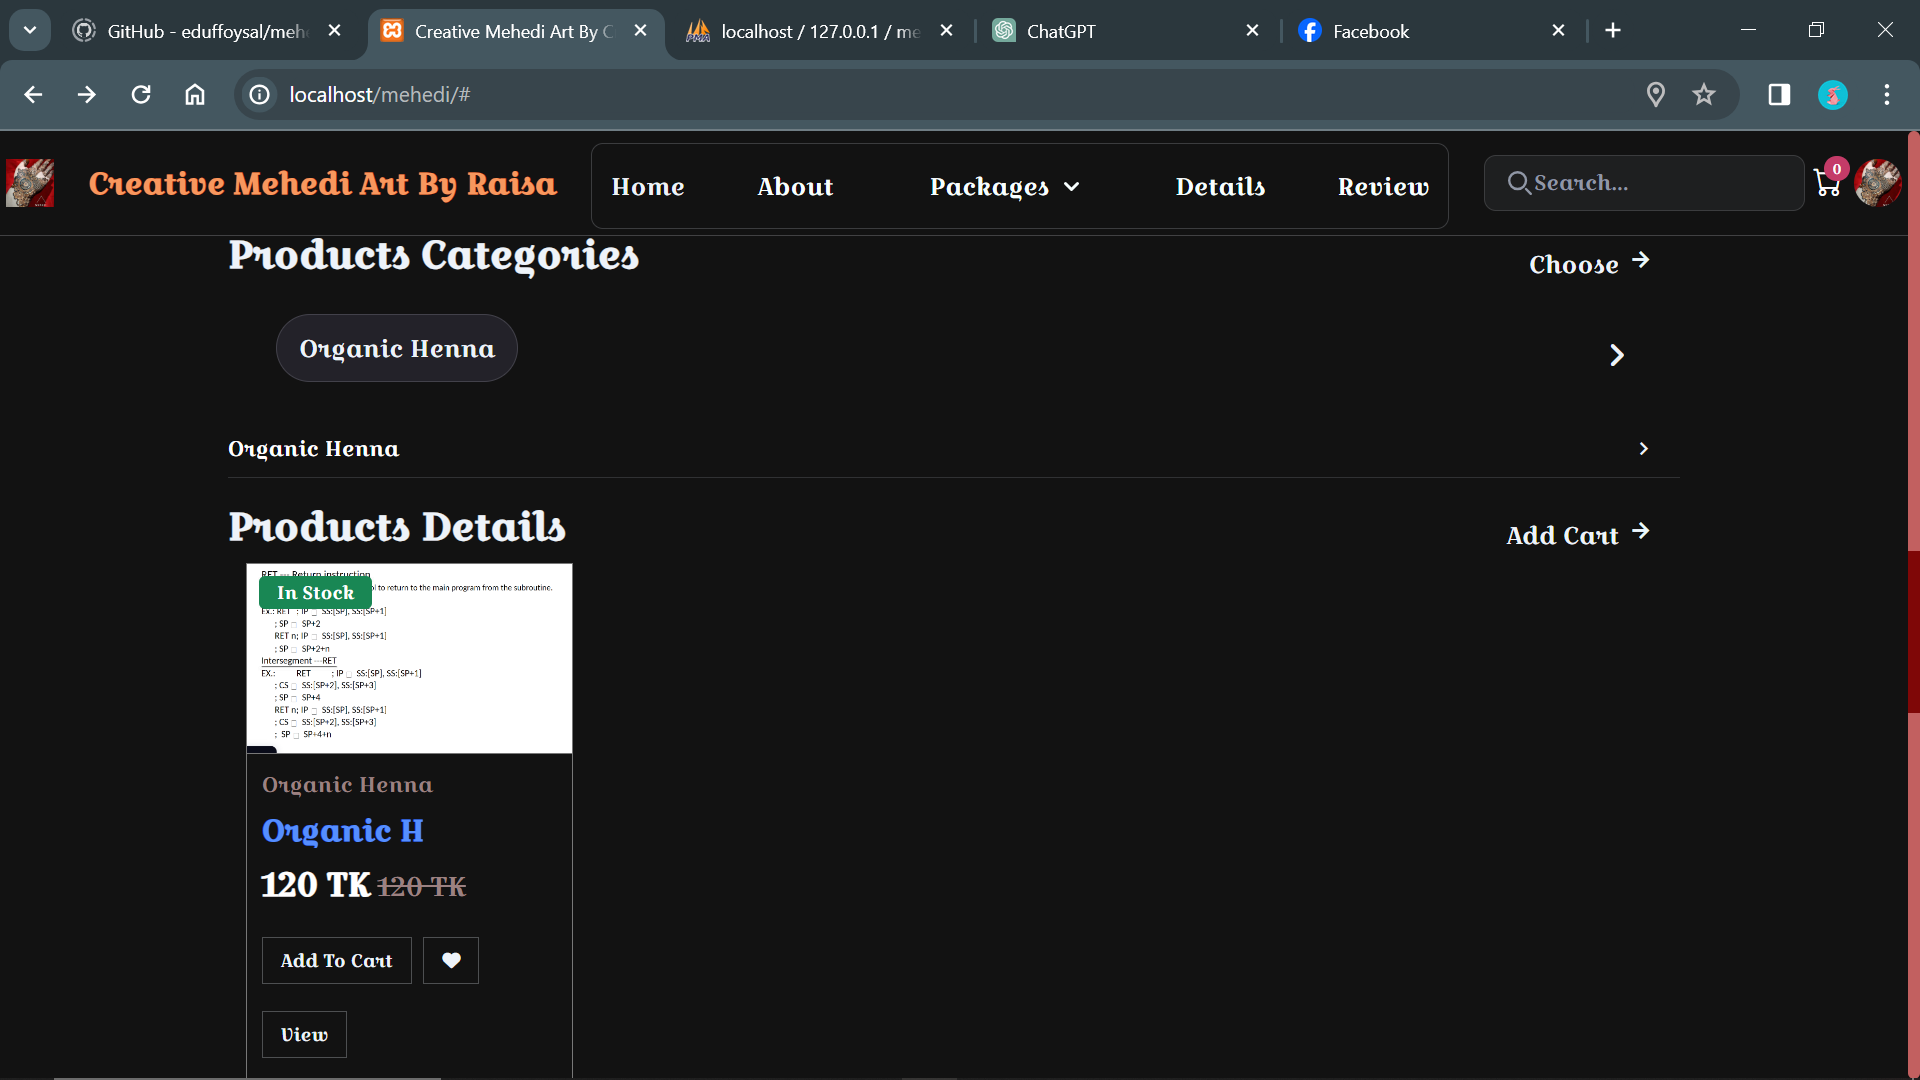 GitHub - eduffoysal/mehe
Creative Mehedi Art By C
localhost / 127.0.0.1 / me
ChatGPT
Facebook
localhost/mehedi/#
Creative Mehedi Art By Raisa
Home
About
Packages
Details
Review
Search...
0
Products Categories
Choose
Organic Henna
Organic Henna
Products Details
Add Cart
In Stock
to return to the main program from the subroutine.
Ex.: RET ; IP □ SS:[SP], SS:[SP+1]
; SP □ SP+2
RET n; IP □ SS:[SP], SS:[SP+1]
; SP □ SP+2+n
Intersegment ---RET
EX.: RET ; IP □ SS:[SP], SS:[SP+1]
; CS □ SS:[SP+2], SS:[SP+3]
; SP □ SP+4
RET n; IP □ SS:[SP], SS:[SP+1]
; CS □ SS:[SP+2], SS:[SP+3]
; SP □ SP+4+n
Organic Henna
Organic H
120 TK 120 TK
Add To Cart
View